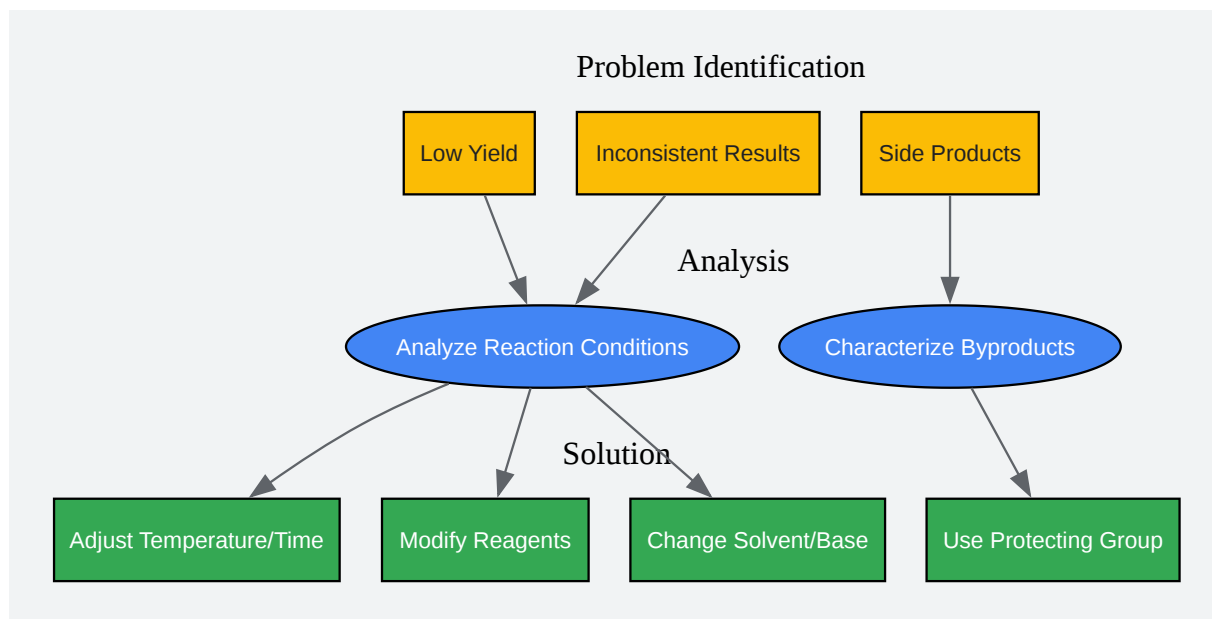 Problem Identification
Low Yield
Inconsistent Results
Side Products
Analysis
Analyze Reaction Conditions
Characterize Byproducts
Solution
Adjust Temperature/Time
Modify Reagents
Change Solvent/Base
Use Protecting Group